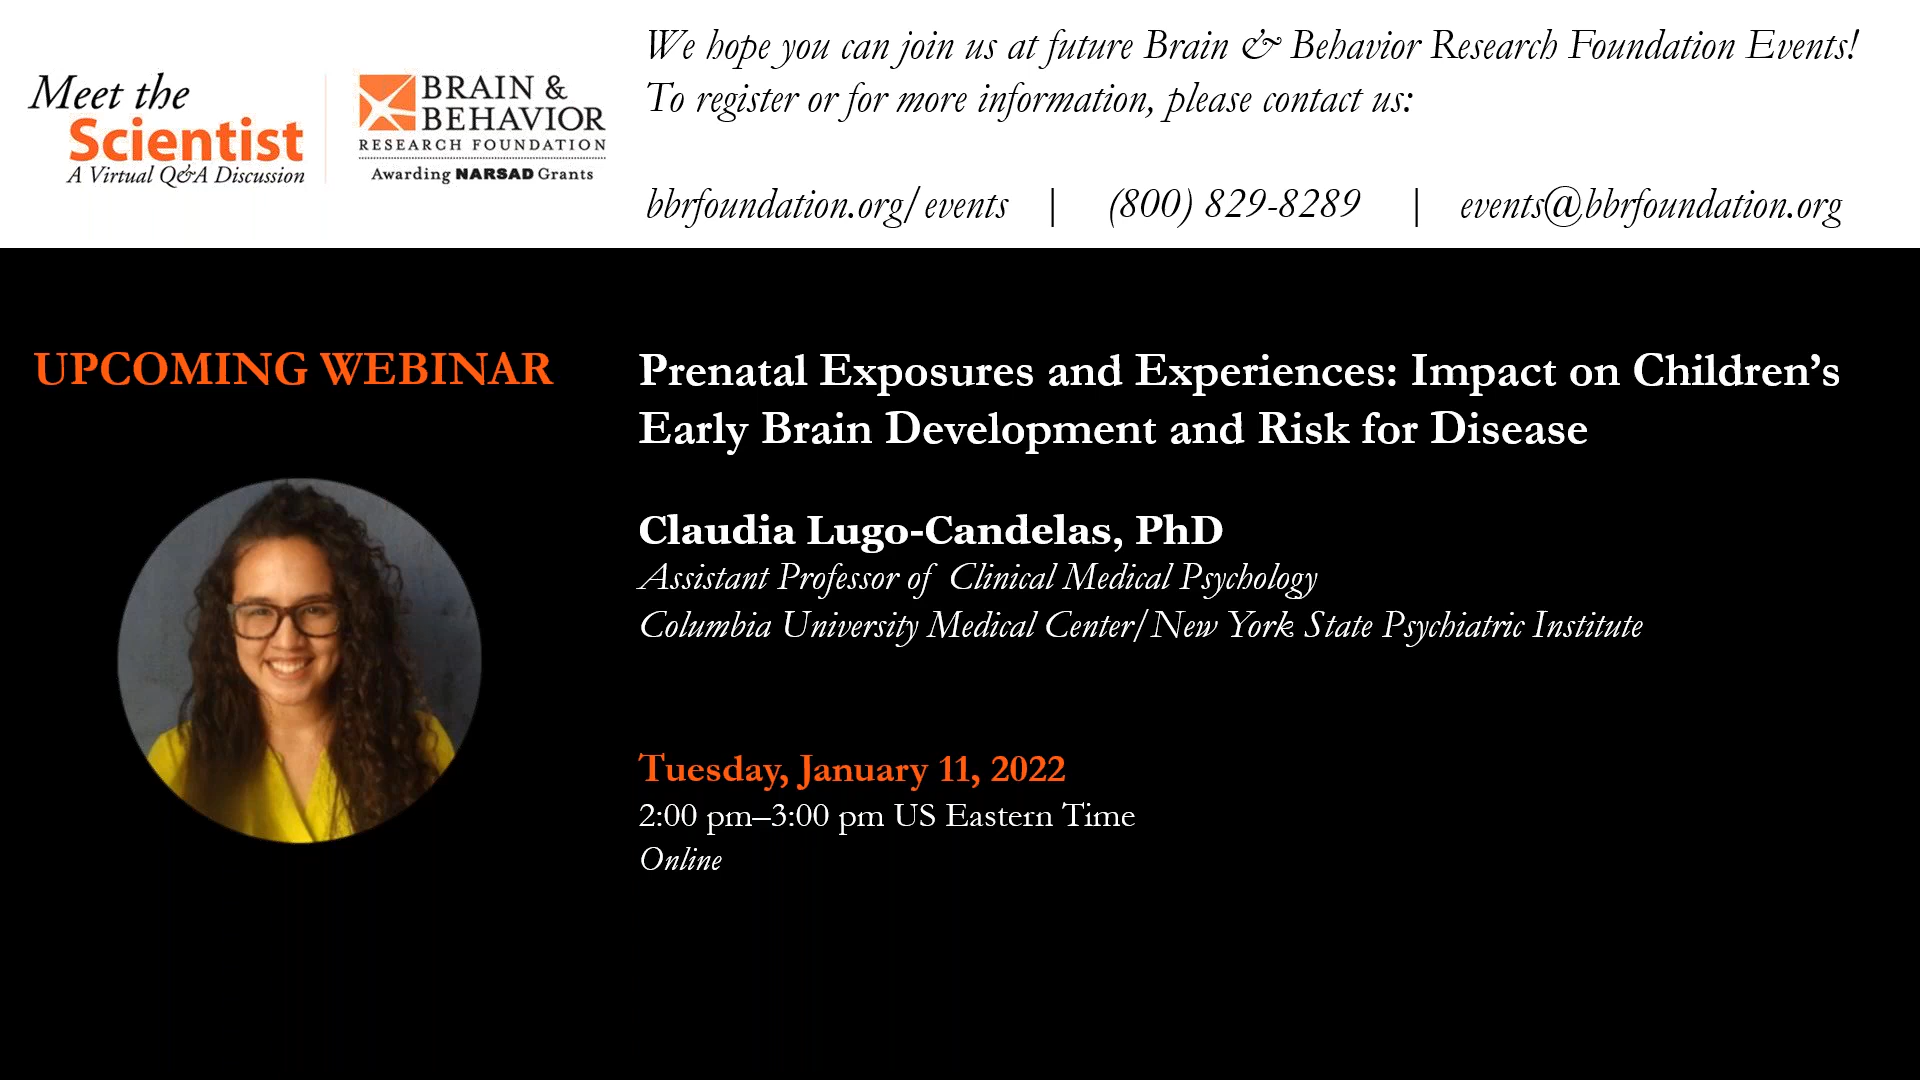 Meet the
Scientist
A Virtual Q&A Discussion
BRAIN &
BEHAVIOR
RESEARCH FOUNDATION
Awarding NARSAD Grants
We hope you can join us at future Brain & Behavior Research Foundation Events!
To register or for more information, please contact us:
bbrfoundation.org/events | (800) 829-8289 | events@bbrfoundation.org
UPCOMING WEBINAR
Prenatal Exposures and Experiences: Impact on Children’s
Early Brain Development and Risk for Disease
Claudia Lugo-Candelas, PhD
Assistant Professor of Clinical Medical Psychology
Columbia University Medical Center/New York State Psychiatric Institute
Tuesday, January 11, 2022
2:00 pm–3:00 pm US Eastern Time
Online